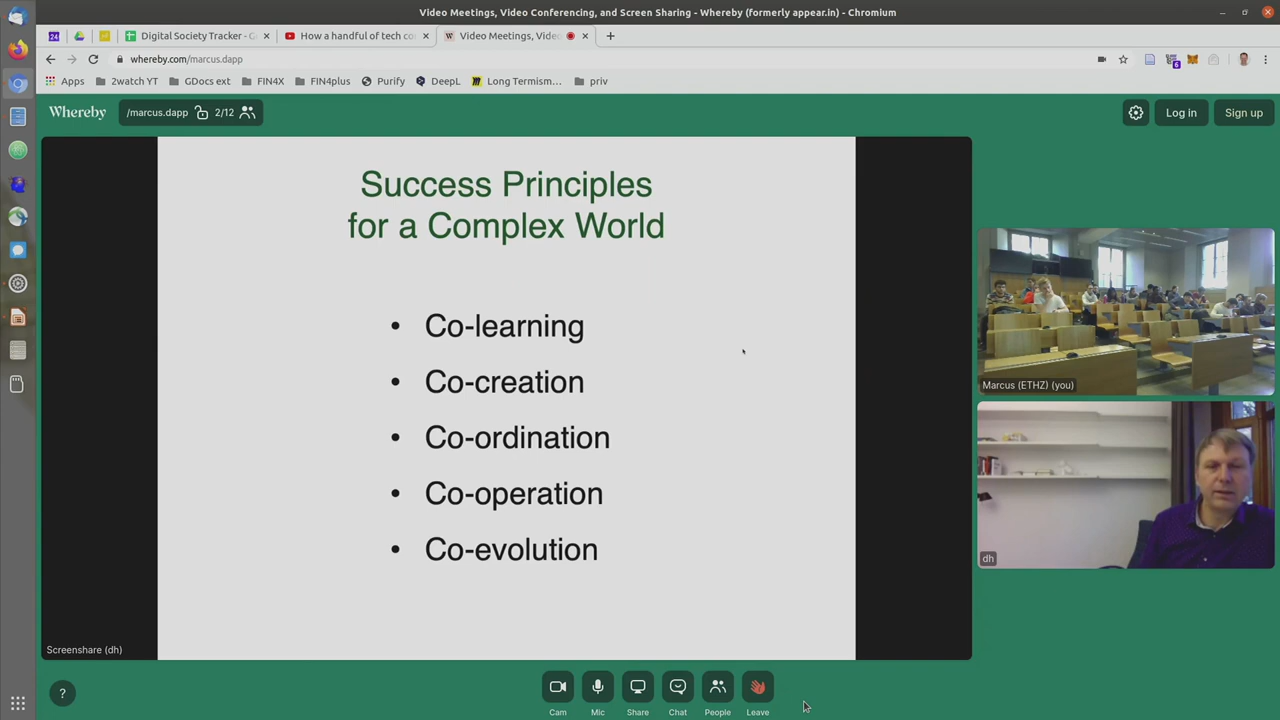 Video Meetings, Video Conferencing, and Screen Sharing - Whereby (formerly appear.in) - Chromium
24
Digital Society Tracker - G
How a handful of tech co
Video Meetings, Video
whereby.com/marcus.dapp
6
Apps
2watch YT
GDocs ext
FIN4X
FIN4plus
Purify
DeepL
Long Termism…
priv
Whereby
/marcus.dapp
2/12
Log in
Sign up
Success Principles
for a Complex World
• Co-learning
• Co-creation
• Co-ordination
• Co-operation
• Co-evolution
Marcus (ETHZ) (you)
dh
Screenshare (dh)
?
Cam
Mic
Share
Chat
People
Leave